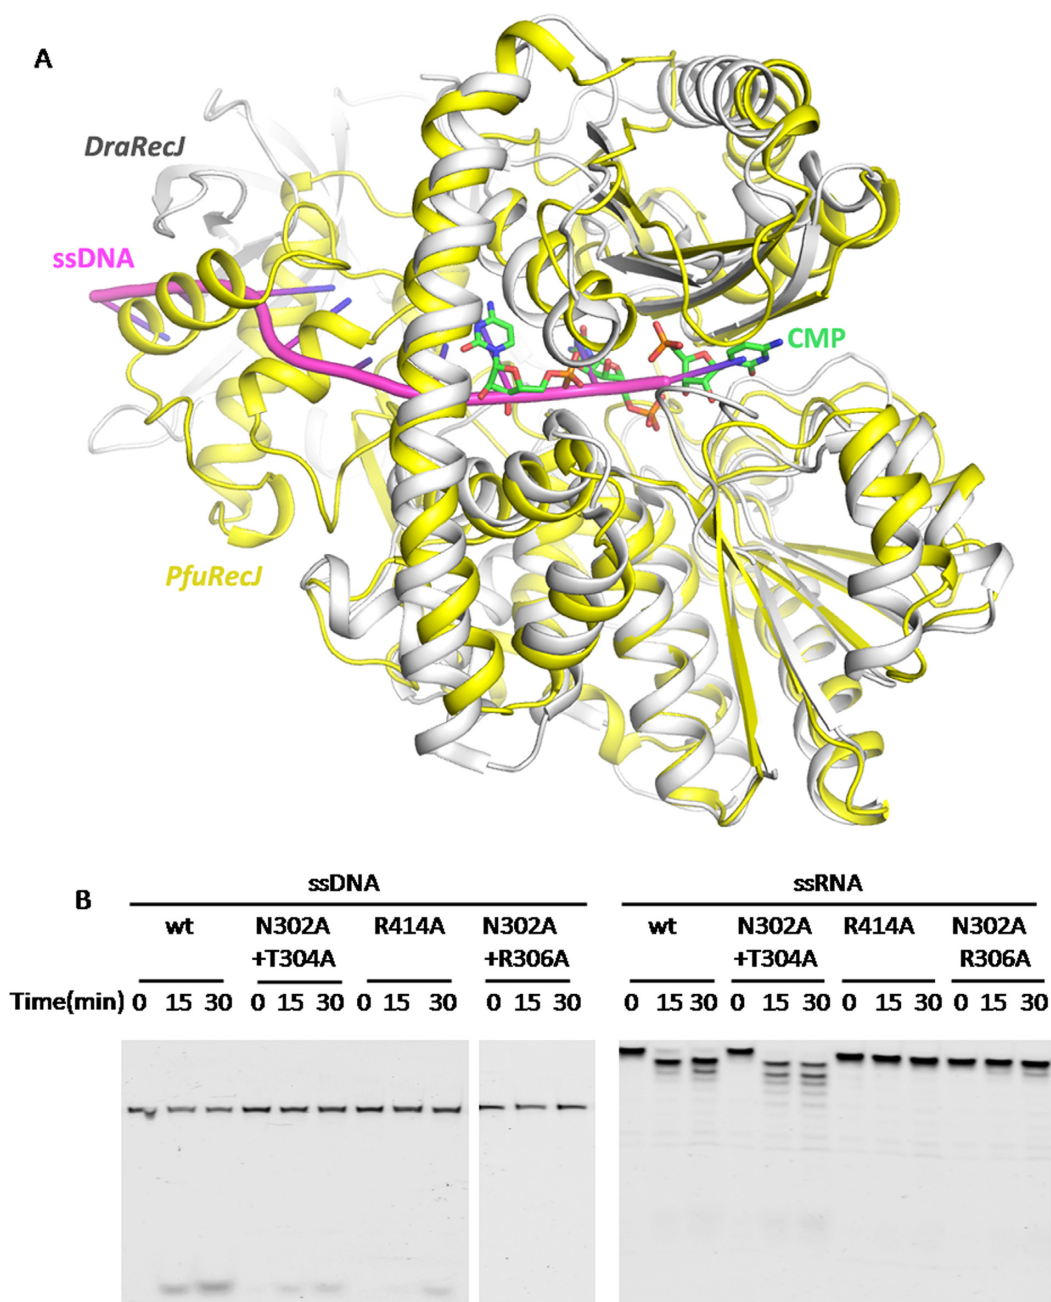 A
DraRecJ
ssDNA
CMP
PfuRecJ
B
ssDNA ssRNA
wt N302A R414A N302A wt N302A R414A N302A
+T304A +R306A +T304A R306A
Time(min) 0 15 30 0 15 30 0 15 30 0 15 30 0 15 30 0 15 30 0 15 30 0 15 30